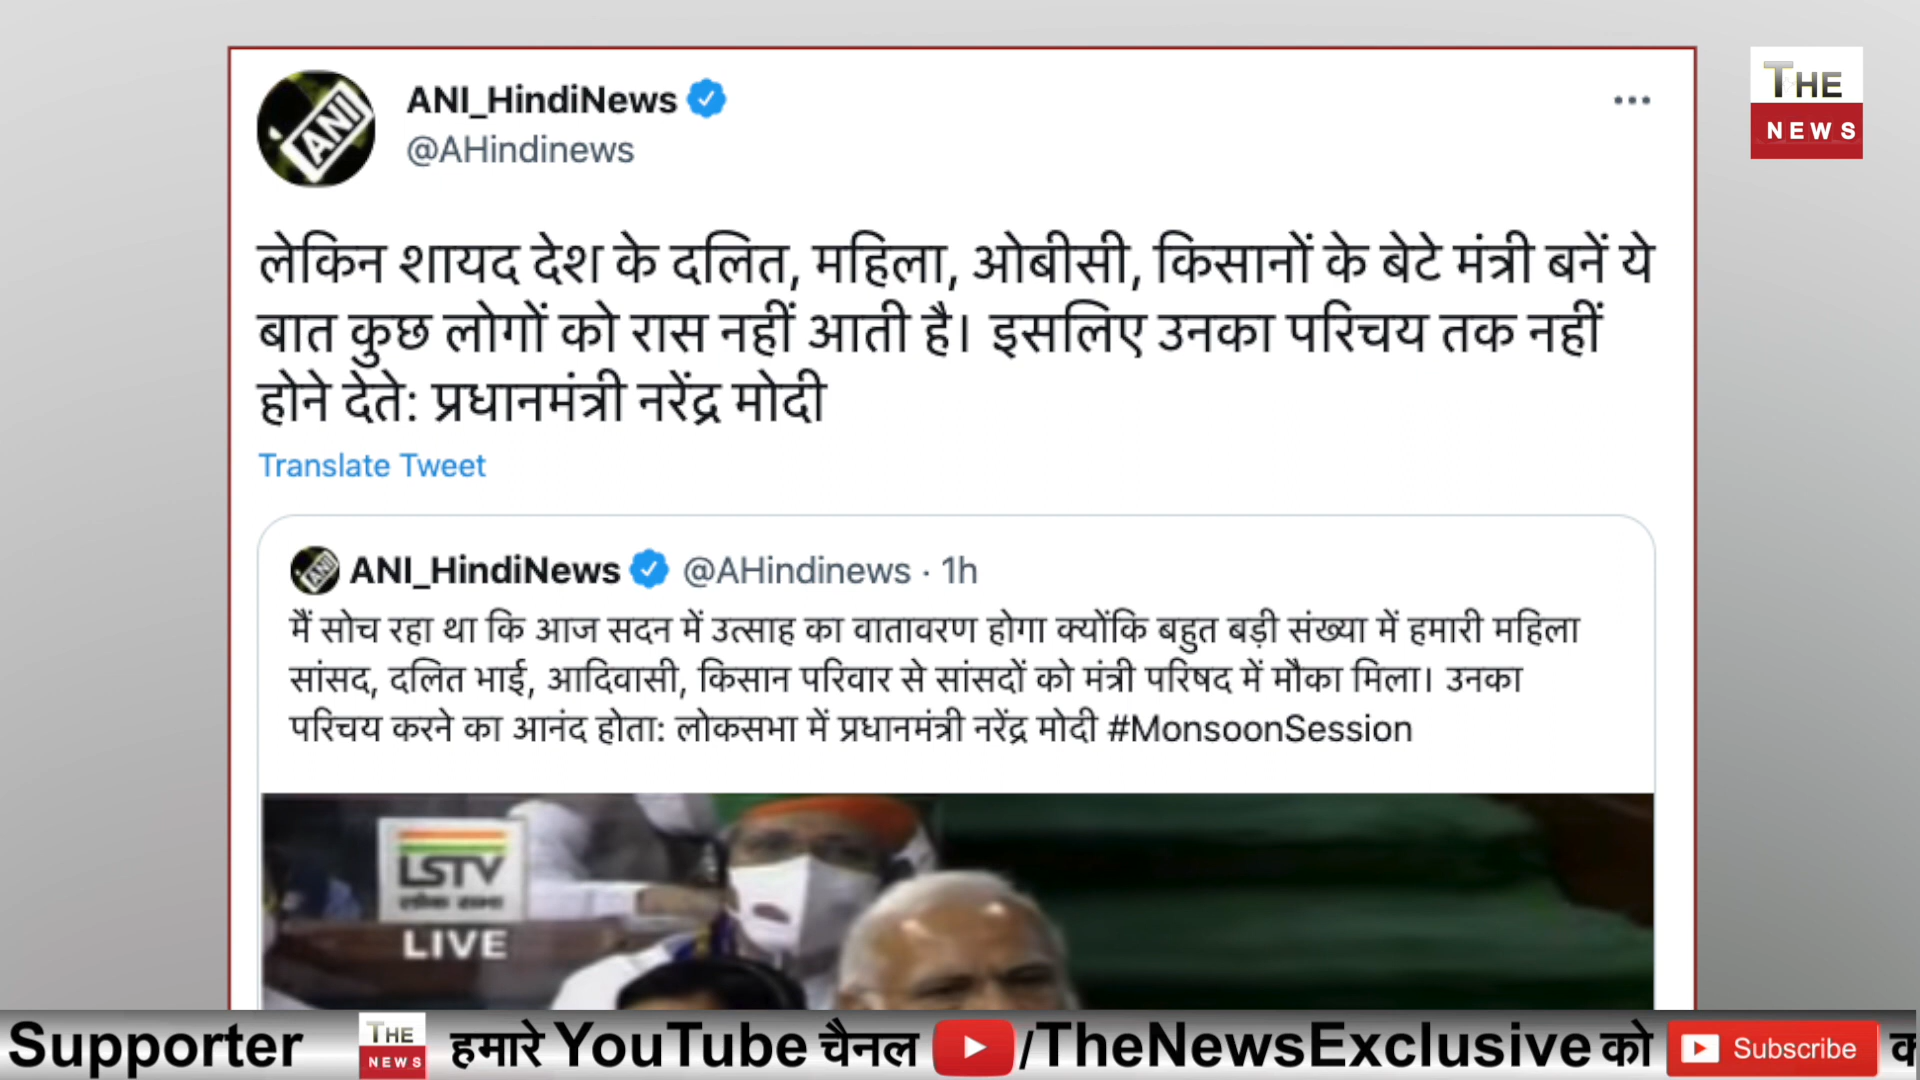 ANI_HindiNews
@AHindinews
THE
NEWS
लेकिन शायद देश के दलित, महिला, ओबीसी, किसानों के बेटे मंत्री बनें ये
बात कुछ लोगों को रास नहीं आती है। इसलिए उनका परिचय तक नहीं
होने देते: प्रधानमंत्री नरेंद्र मोदी
Translate Tweet
ANI_HindiNews @AHindinews · 1h
मैं सोच रहा था कि आज सदन में उत्साह का वातावरण होगा क्योंकि बहुत बड़ी संख्या में हमारी महिला
सांसद, दलित भाई, आदिवासी, किसान परिवार से सांसदों को मंत्री परिषद में मौका मिला। उनका
परिचय करने का आनंद होता: लोकसभा में प्रधानमंत्री नरेंद्र मोदी #MonsoonSession
LSTV
LIVE
Supporter THE NEWS हमारे YouTube चैनल /TheNewsExclusive को Subscribe